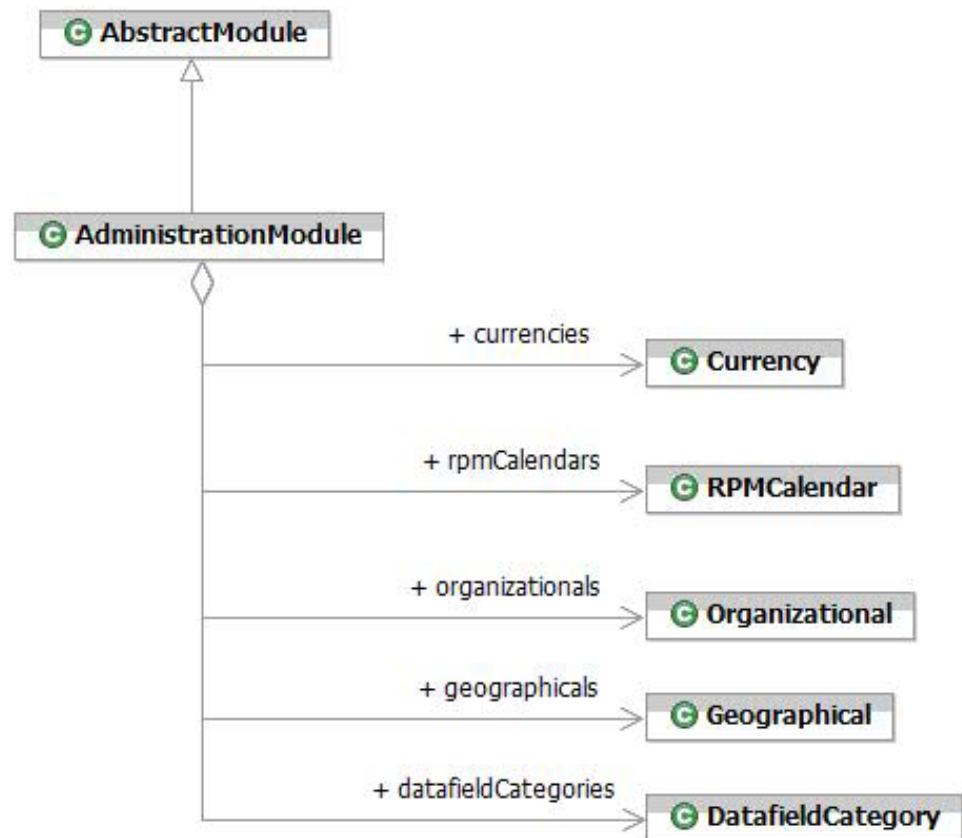 C AbstractModule
C AdministrationModule
+ currencies
C Currency
+ rpmCalendars
C RPMCalendar
+ organizationals
C Organizational
+ geographicals
C Geographical
+ datafieldCategories
C DatafieldCategory